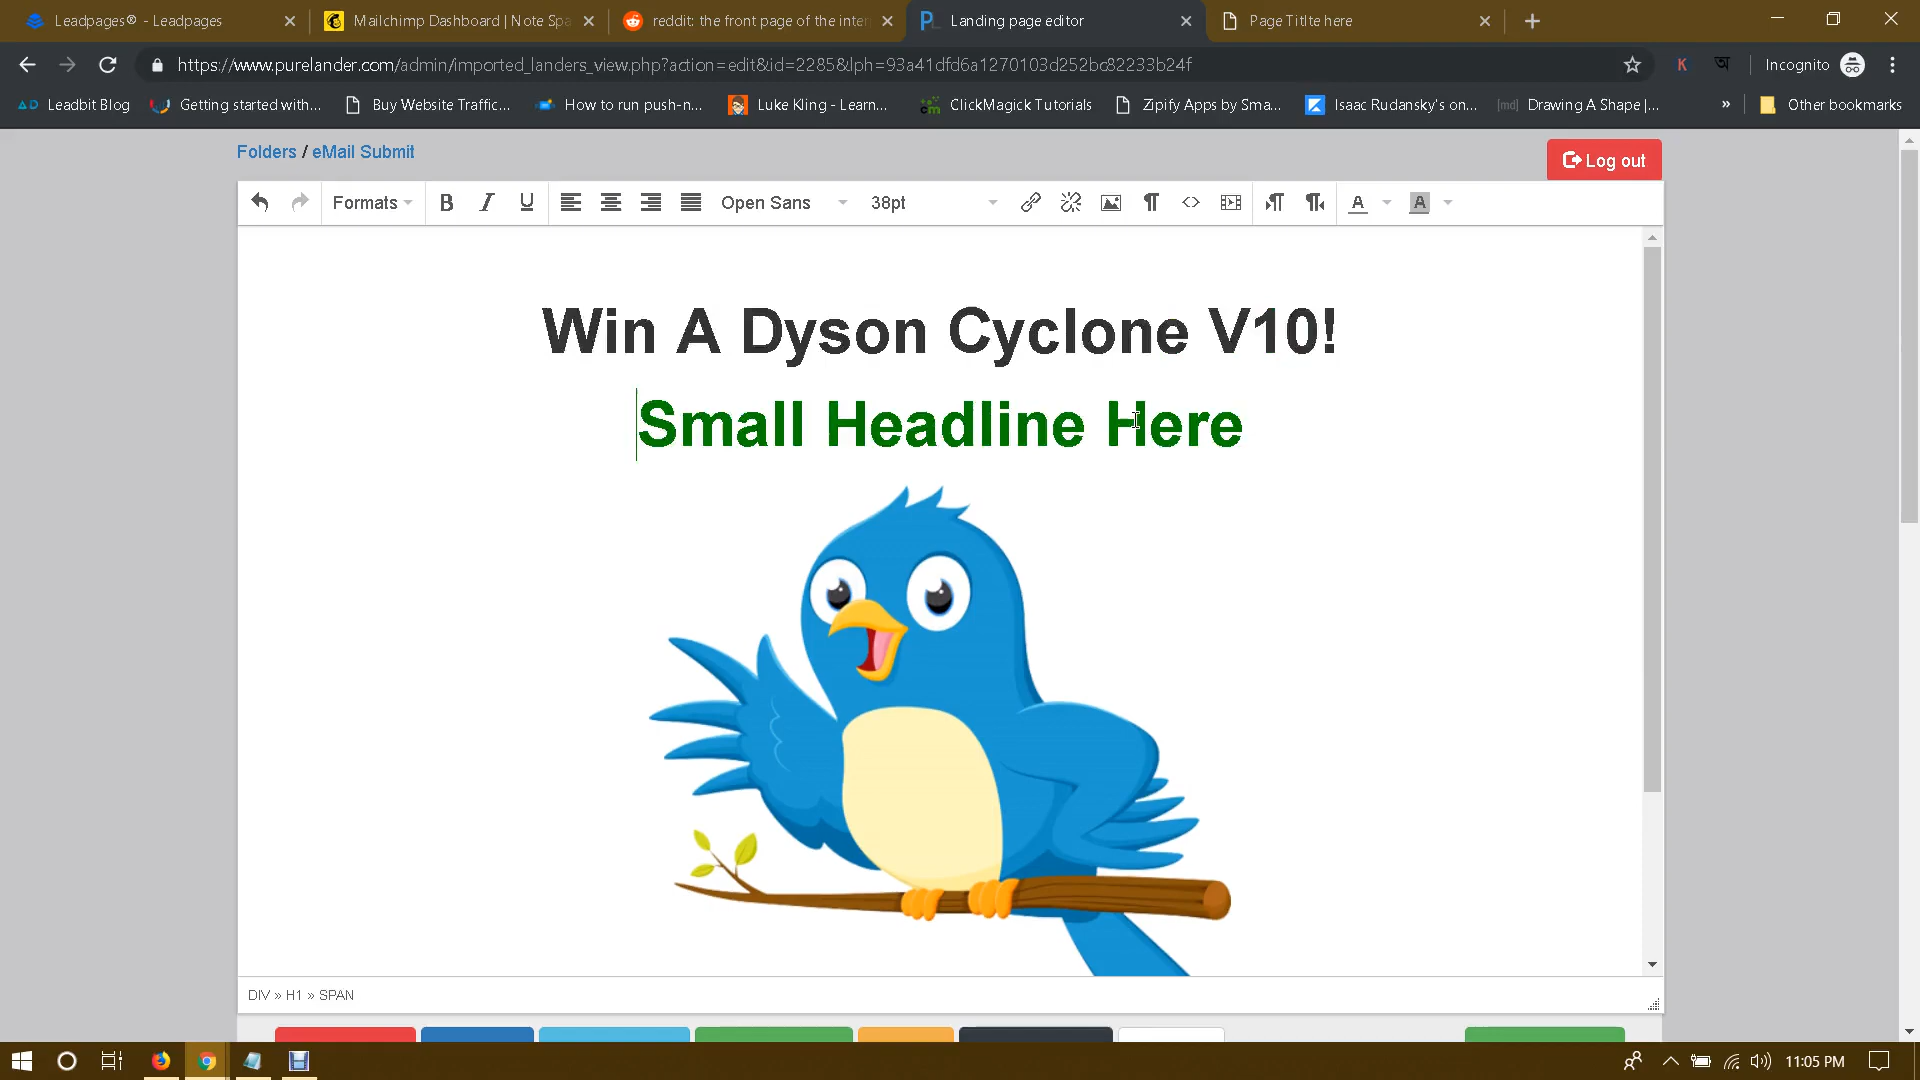 Leadpages® - Leadpages
Mailchimp Dashboard | Note Spa
reddit: the front page of the inter
Landing page editor
Page Titlte here
https://www.purelander.com/admin/imported_landers_view.php?action=edit&id=2285&lph=93a41dfd6a1270103d252bc82233b24f
K
অ
Incognito
Leadbit Blog
Getting started with...
Buy Website Traffic...
How to run push-n...
Luke Kling - Learn...
ClickMagick Tutorials
Zipify Apps by Sma...
Isaac Rudansky's on...
[md] Drawing A Shape |...
»
Other bookmarks
Folders / eMail Submit
Log out
Formats
B
I
U
Open Sans
38pt
A
A
Win A Dyson Cyclone V10!
Small Headline Here
DIV » H1 » SPAN
11:05 PM